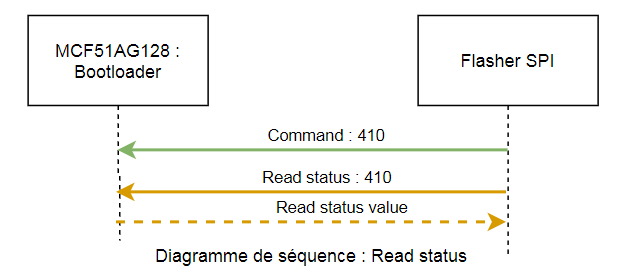 MCF51AG128 :
Bootloader
Flasher SPI
Command : 410
Read status : 410
Read status value
Diagramme de séquence : Read status